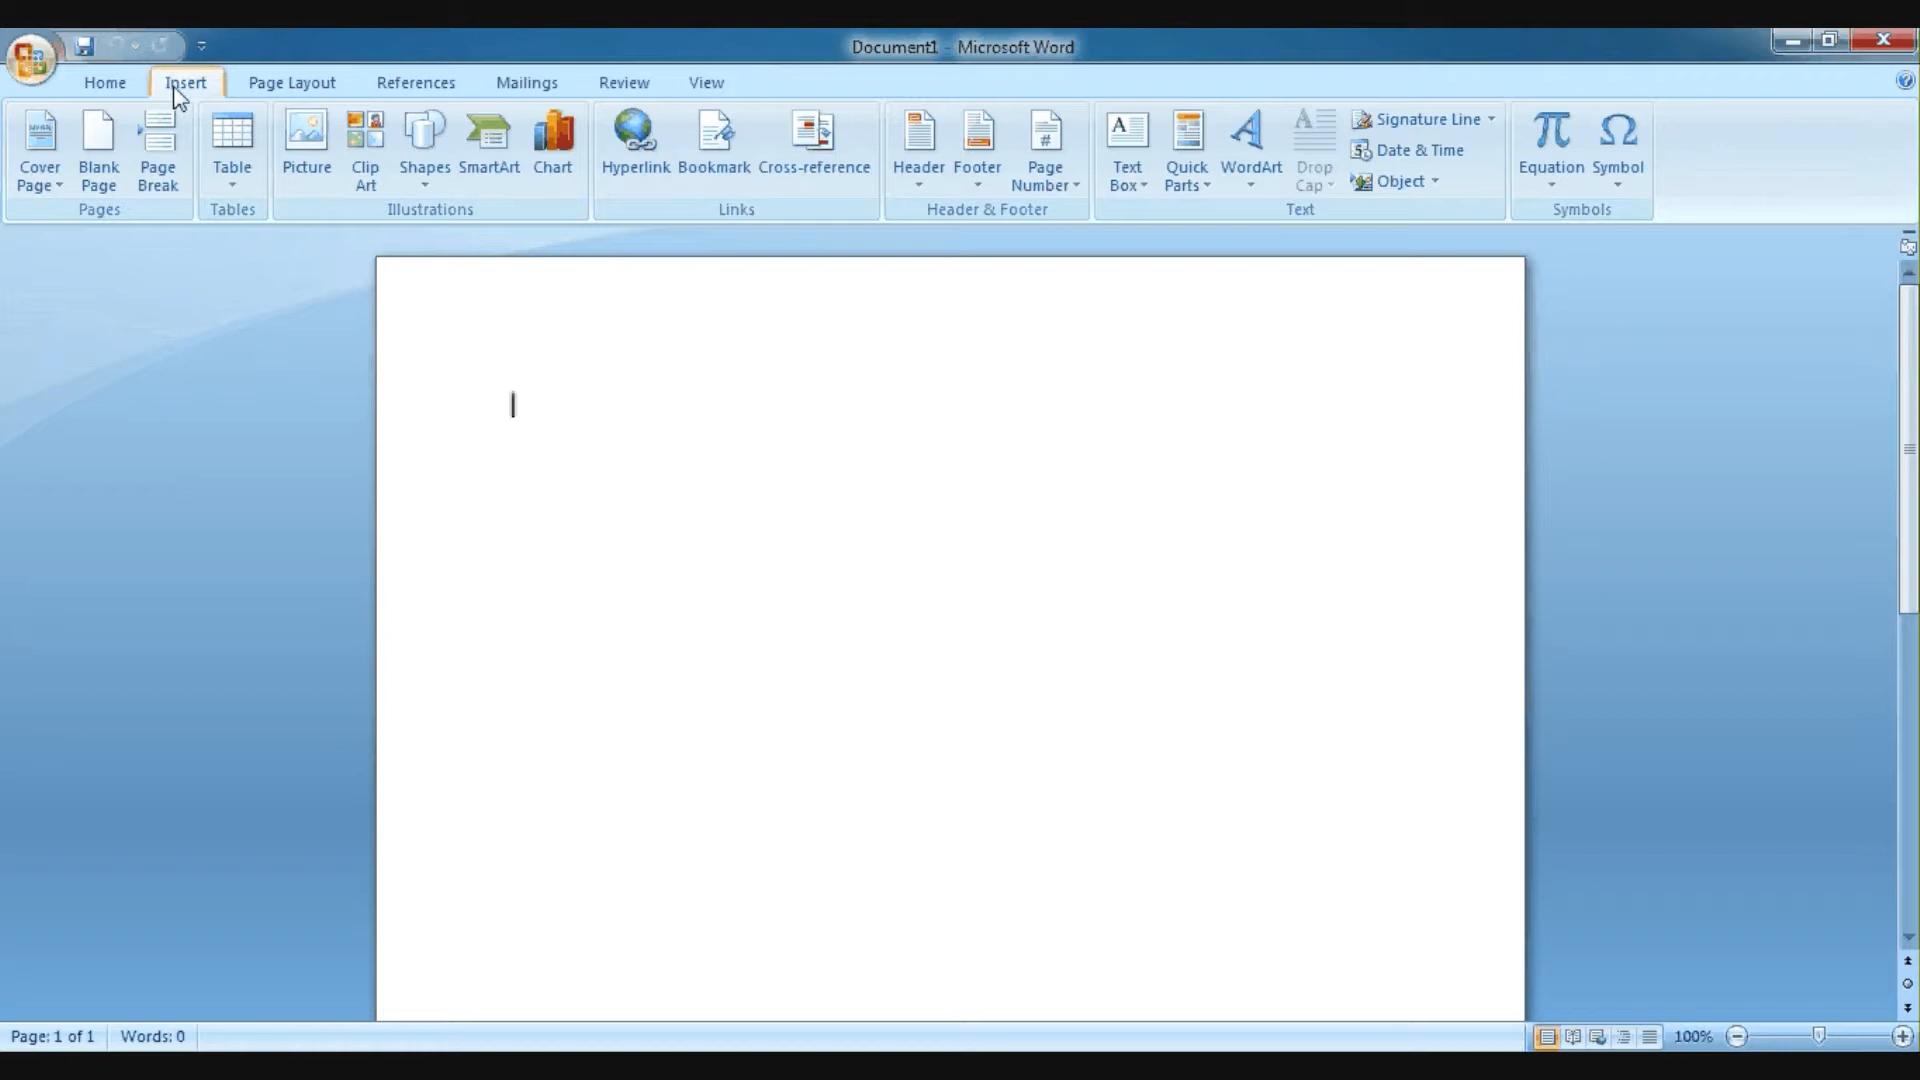 Document1 - Microsoft Word
Home Insert Page Layout References Mailings Review View
Cover Page
Blank Page
Page Break
Pages
Table
Tables
Picture
Clip Art
Shapes
SmartArt
Chart
Illustrations
Hyperlink
Bookmark
Cross-reference
Links
Header
Footer
Page Number
Header & Footer
Text Box
Quick Parts
WordArt
Drop Cap
Signature Line
Date & Time
Object
Text
Equation
Symbol
Symbols
Page: 1 of 1 Words: 0 100%